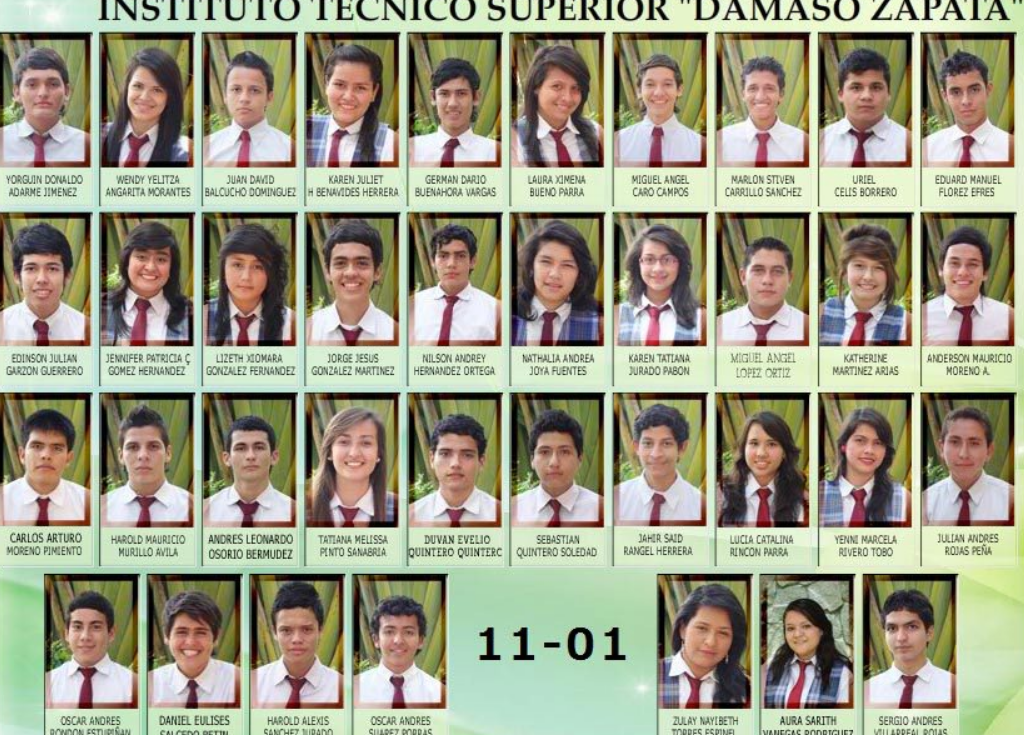 INSTITUTO TECNICO SUPERIOR "DAMASO ZAPATA"
YORGUIN DONALDO
ADARME JIMENEZ
WENDY YELITZA
ANGARITA MORANTES
JUAN DAVID
BALCUCHO DOMINGUEZ
KAREN JULIET
H BENAVIDES HERRERA
GERMAN DARIO
BUENAHORA VARGAS
LAURA XIMENA
BUENO PARRA
MIGUEL ANGEL
CARO CAMPOS
MARLON STIVEN
CARRILLO SANCHEZ
URIEL
CELIS BORRERO
EDUARD MANUEL
FLOREZ EFRES
EDINSON JULIAN
GARZON GUERRERO
JENNIFER PATRICIA Ç
GOMEZ HERNANDEZ
LIZETH XIOMARA
GONZALEZ FERNANDEZ
JORGE JESUS
GONZALEZ MARTINEZ
NILSON ANDREY
HERNANDEZ ORTEGA
NATHALIA ANDREA
JOYA FUENTES
KAREN TATIANA
JURADO PABON
MIGUEL ANGEL
LOPEZ ORTIZ
KATHERINE
MARTINEZ ARIAS
ANDERSON MAURICIO
MORENO A.
CARLOS ARTURO
MORENO PIMIENTO
HAROLD MAURICIO
MURILLO AVILA
ANDRES LEONARDO
OSORIO BERMUDEZ
TATIANA MELISSA
PINTO SANABRIA
DUVAN EVELIO
QUINTERO QUINTERC
SEBASTIAN
QUINTERO SOLEDAD
JAHIR SAID
RANGEL HERRERA
LUCIA CATALINA
RINCON PARRA
YENNI MARCELA
RIVERO TOBO
JULIAN ANDRES
ROJAS PEÑA
OSCAR ANDRES
RONDON ESTUPIÑAN
DANIEL EULISES
SALCEDO BETIN
HAROLD ALEXIS
SANCHEZ JURADO
OSCAR ANDRES
SUAREZ PORRAS
11-01
ZULAY NAYIBETH
TORRES ESPINEL
AURA SARITH
VANEGAS RODRIGUEZ
SERGIO ANDRES
VILLARREAL ROJAS